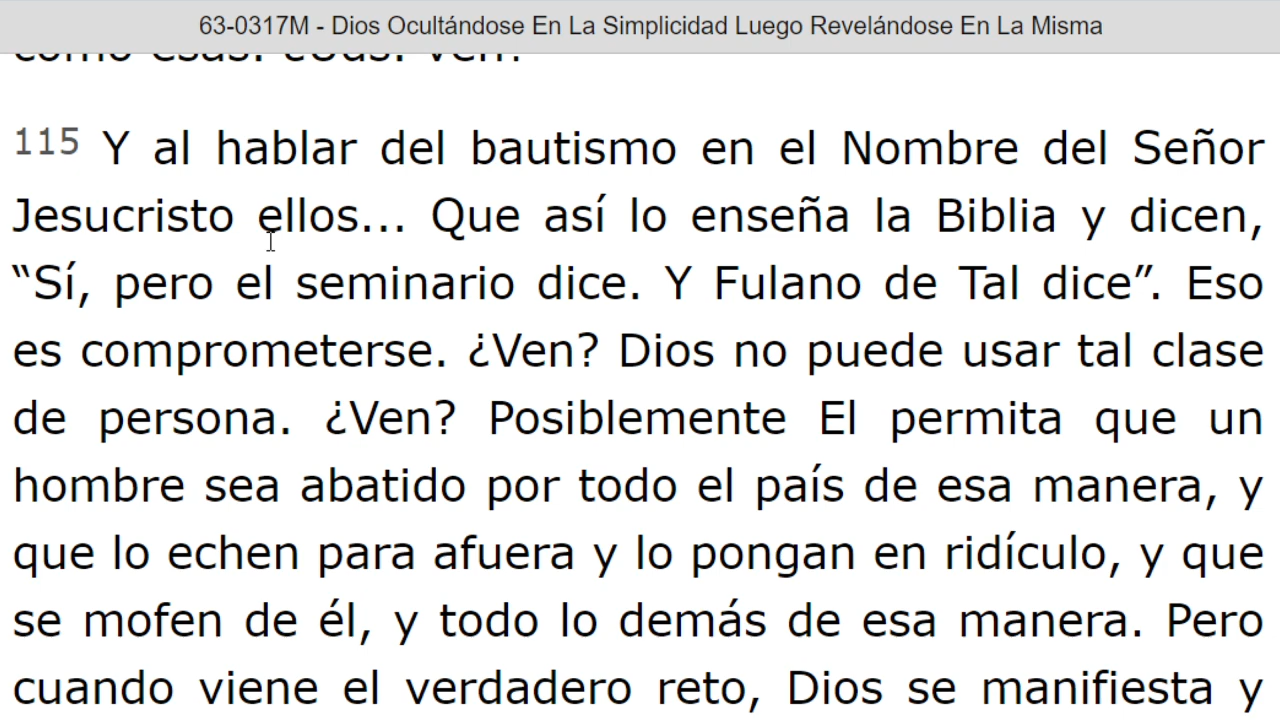 63-0317M - Dios Ocultándose En La Simplicidad Luego Revelándose En La Misma
115 Y al hablar del bautismo en el Nombre del Señor
Jesucristo ellos... Que así lo enseña la Biblia y dicen,
“Sí, pero el seminario dice. Y Fulano de Tal dice”. Eso
es comprometerse. ¿Ven? Dios no puede usar tal clase
de persona. ¿Ven? Posiblemente El permita que un
hombre sea abatido por todo el país de esa manera, y
que lo echen para afuera y lo pongan en ridículo, y que
se mofen de él, y todo lo demás de esa manera. Pero
cuando viene el verdadero reto, Dios se manifiesta y